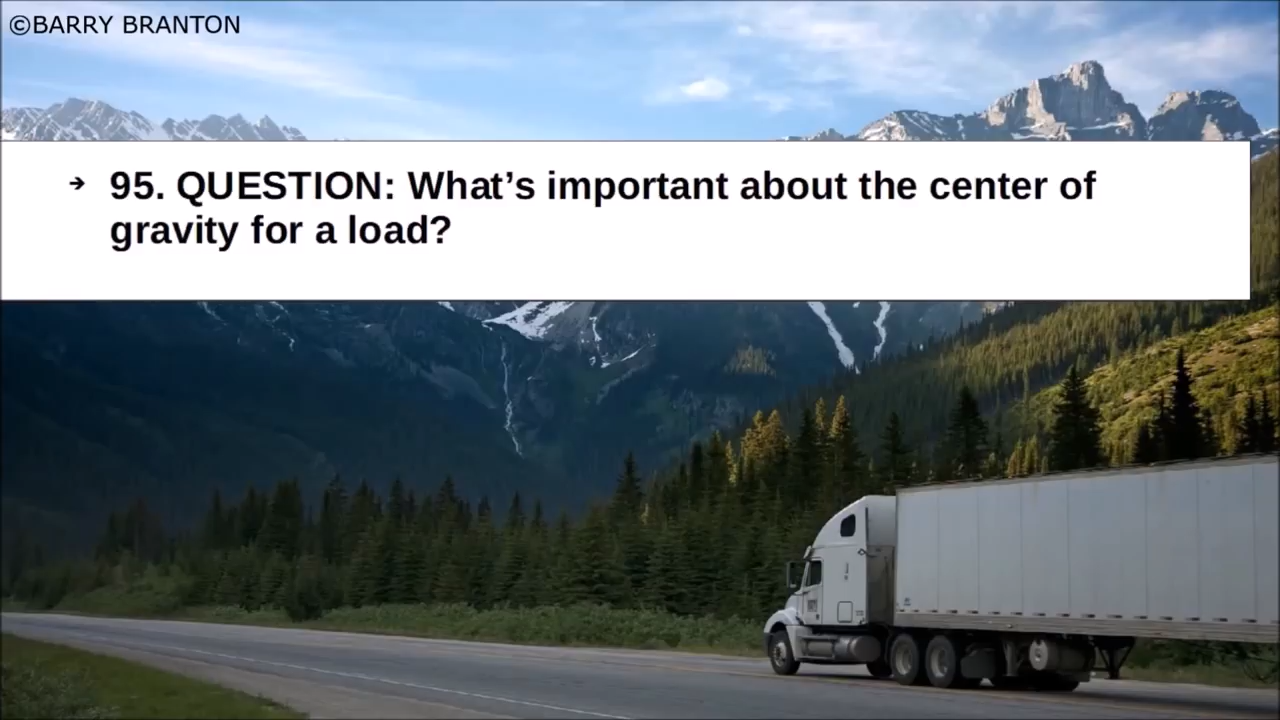 ©BARRY BRANTON
➔ 95. QUESTION: What’s important about the center of
gravity for a load?